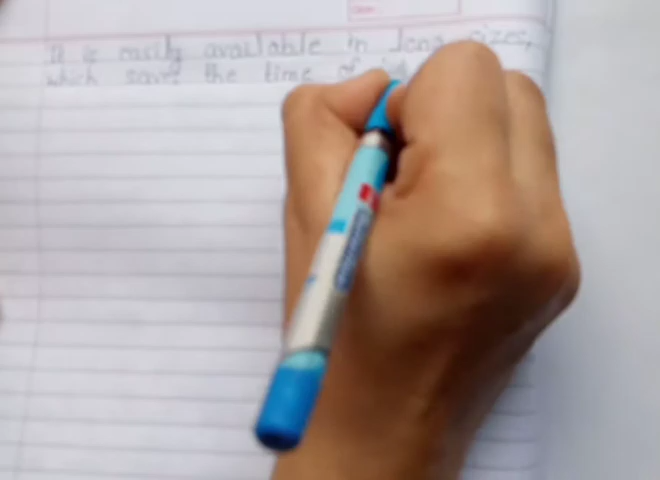 It is easily available in long sizes,
which saves the time of